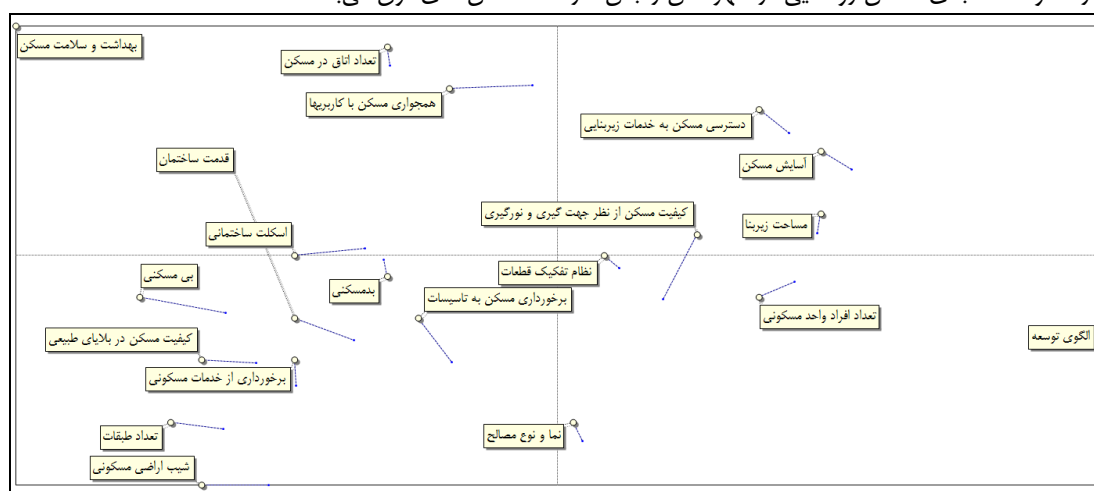 بهداشت و سلامت مسکن
تعداد اتاق در مسکن
همجواری مسکن با کاربریها
دسترسی مسکن به خدمات زیربنایی
قدمت ساختمان
آسایش مسکن
کیفیت مسکن از نظر جهت گیری و نورگیری
مساحت زیربنا
اسکلت ساختمانی
نظام تفکیک قطعات
بی مسکنی
بدمسکنی
برخورداری مسکن به تاسیسات
تعداد افراد واحد مسکونی
الگوی توسعه
کیفیت مسکن در بلایای طبیعی
برخورداری از خدمات مسکونی
تعداد طبقات
نما و نوع مصالح
شیب اراضی مسکونی